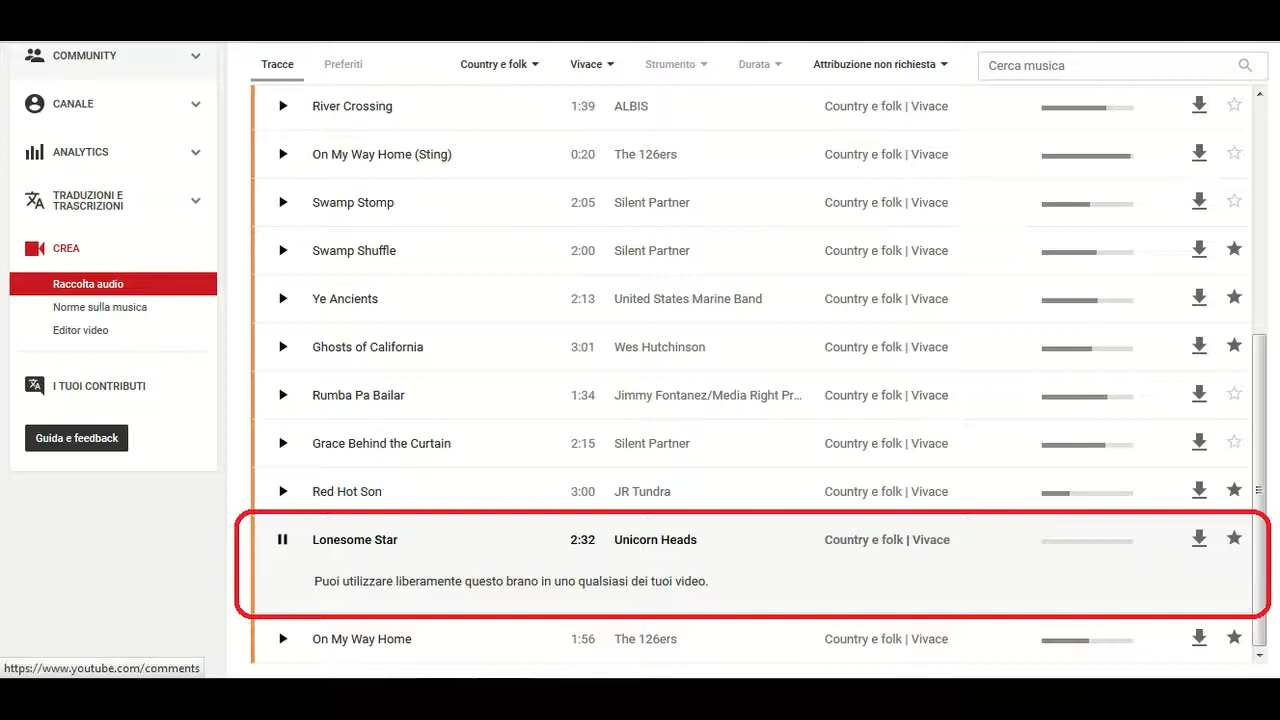 COMMUNITY
CANALE
ANALYTICS
TRADUZIONI E
TRASCRIZIONI
CREA
Raccolta audio
Norme sulla musica
Editor video
I TUOI CONTRIBUTI
Guida e feedback
Tracce Preferiti Country e folk Vivace Strumento Durata Attribuzione non richiesta Cerca musica
River Crossing 1:39 ALBIS Country e folk | Vivace
On My Way Home (Sting) 0:20 The 126ers Country e folk | Vivace
Swamp Stomp 2:05 Silent Partner Country e folk | Vivace
Swamp Shuffle 2:00 Silent Partner Country e folk | Vivace
Ye Ancients 2:13 United States Marine Band Country e folk | Vivace
Ghosts of California 3:01 Wes Hutchinson Country e folk | Vivace
Rumba Pa Bailar 1:34 Jimmy Fontanez/Media Right Pr... Country e folk | Vivace
Grace Behind the Curtain 2:15 Silent Partner Country e folk | Vivace
Red Hot Son 3:00 JR Tundra Country e folk | Vivace
Lonesome Star 2:32 Unicorn Heads Country e folk | Vivace
Puoi utilizzare liberamente questo brano in uno qualsiasi dei tuoi video.
On My Way Home 1:56 The 126ers Country e folk | Vivace
https://www.youtube.com/comments